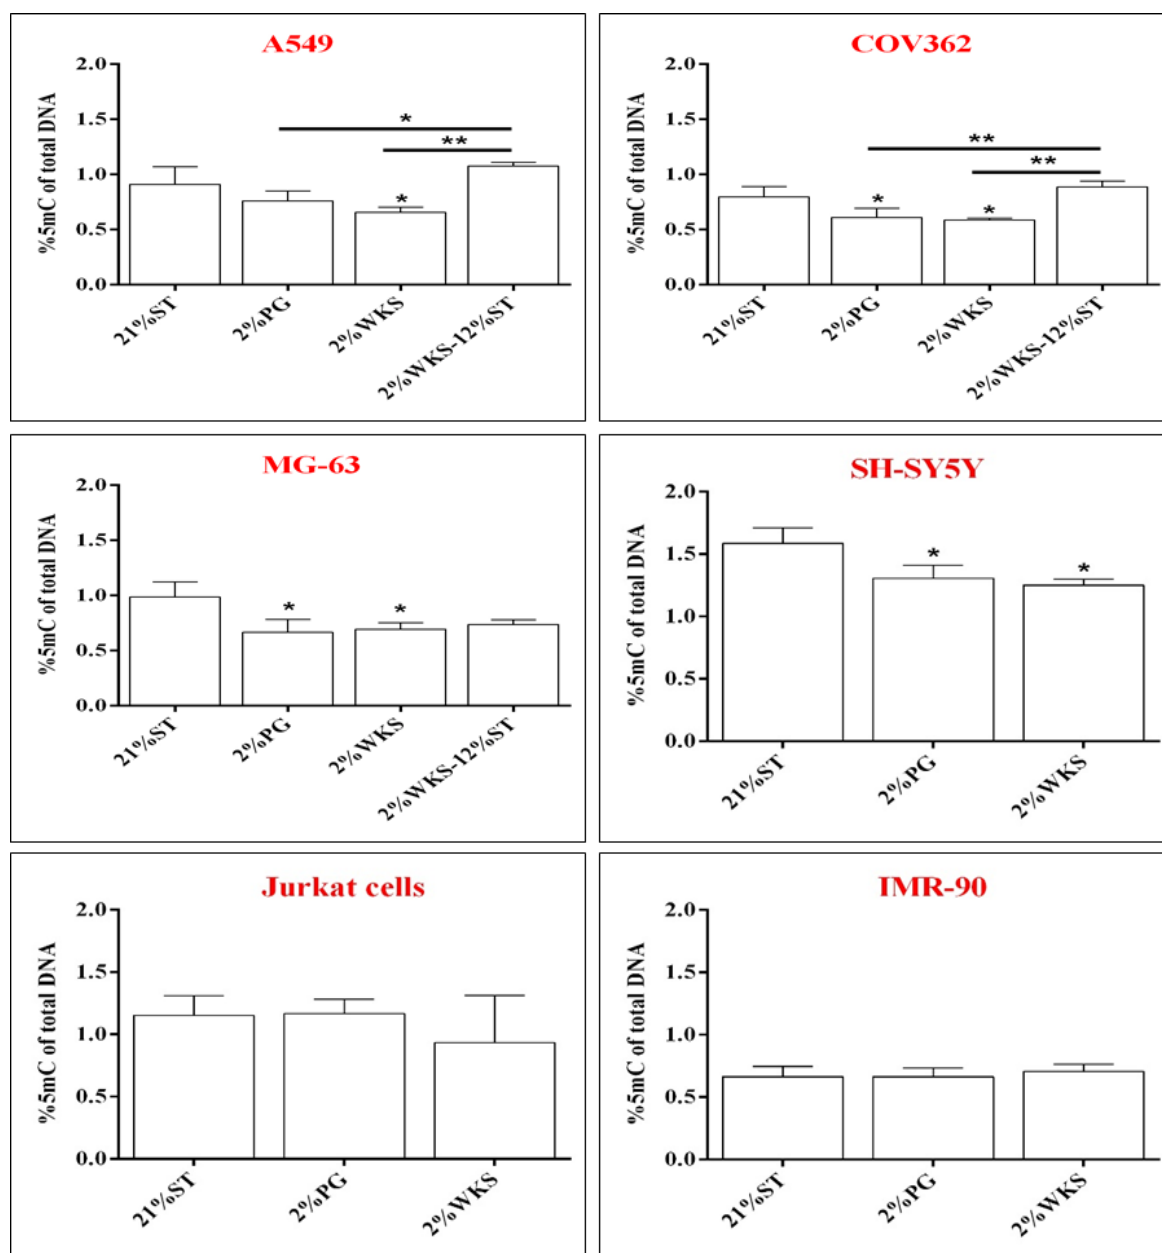 A549
%5mC of total DNA
2.0
1.5
1.0
0.5
0.0
*
**
*
21%ST
2%PG
2%WKS
2%WKS-12%ST
COV362
%5mC of total DNA
2.0
1.5
1.0
0.5
0.0
**
**
*
*
21%ST
2%PG
2%WKS
2%WKS-12%ST
MG-63
%5mC of total DNA
2.0
1.5
1.0
0.5
0.0
*
*
21%ST
2%PG
2%WKS
2%WKS-12%ST
SH-SY5Y
%5mC of total DNA
2.0
1.5
1.0
0.5
0.0
*
*
21%ST
2%PG
2%WKS
Jurkat cells
%5mC of total DNA
2.0
1.5
1.0
0.5
0.0
21%ST
2%PG
2%WKS
IMR-90
%5mC of total DNA
2.0
1.5
1.0
0.5
0.0
21%ST
2%PG
2%WKS